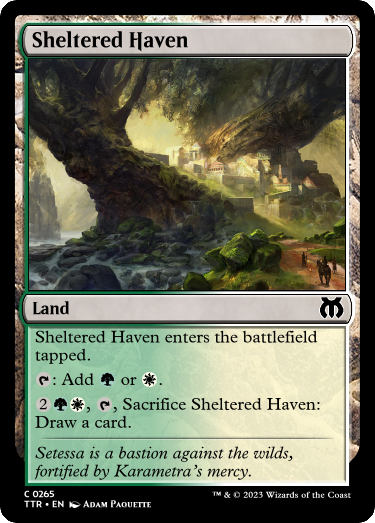 Sheltered Haven
Land
Sheltered Haven enters the battlefield
tapped.
: Add or .
2 , , Sacrifice Sheltered Haven:
Draw a card.
Setessa is a bastion against the wilds,
fortified by Karametra's mercy.
C 0265
TTR • EN Adam Paquette
™ & © 2023 Wizards of the Coast